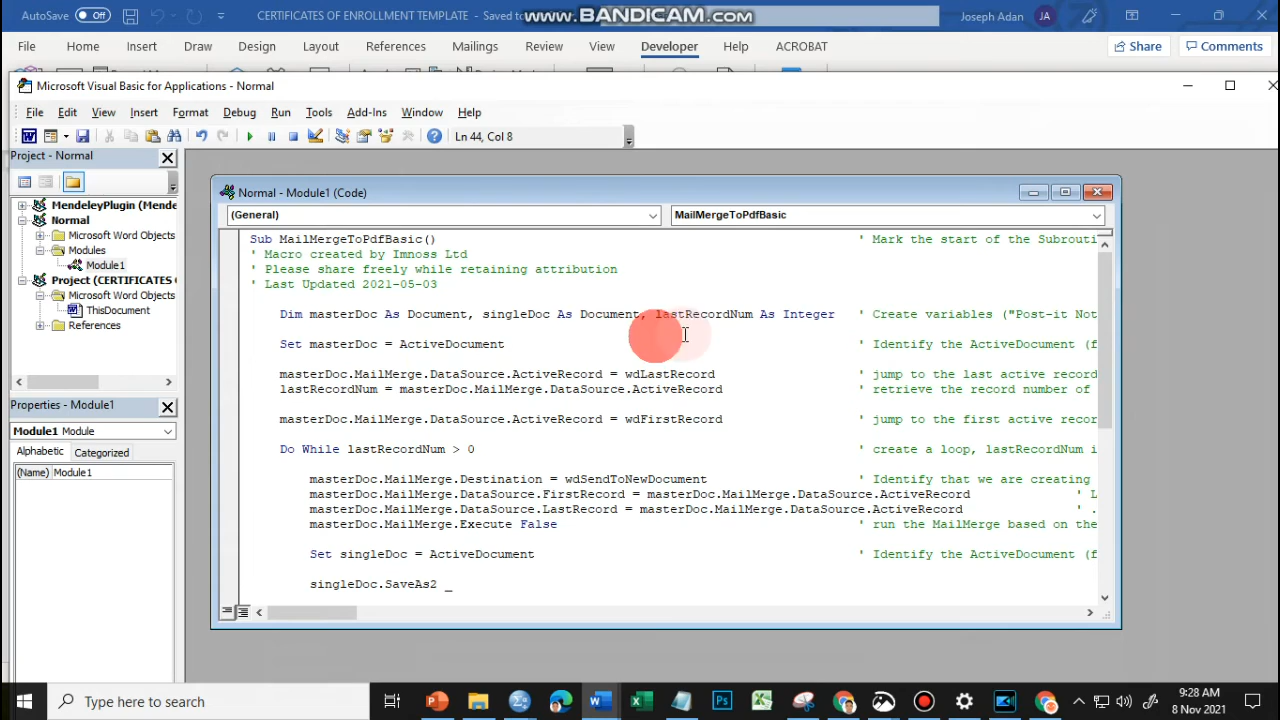 AutoSave Off CERTIFICATES OF ENROLLMENT TEMPLATE - Saved to www.BANDICAM.com Joseph Adan JA
File Home Insert Draw Design Layout References Mailings Review View Developer Help ACROBAT Share Comments
Microsoft Visual Basic for Applications - Normal
File Edit View Insert Format Debug Run Tools Add-Ins Window Help
Ln 44, Col 8
Project - Normal
MendeleyPlugin (Mende
Normal
Microsoft Word Objects
Modules
Module1
Project (CERTIFICATES
Microsoft Word Objects
ThisDocument
References
Properties - Module1
Module1 Module
Alphabetic Categorized
(Name) Module1
Normal - Module1 (Code)
(General) MailMergeToPdfBasic
Sub MailMergeToPdfBasic() ' Mark the start of the Subrouti
' Macro created by Imnoss Ltd
' Please share freely while retaining attribution
' Last Updated 2021-05-03
Dim masterDoc As Document, singleDoc As Document, lastRecordNum As Integer ' Create variables ("Post-it Not
Set masterDoc = ActiveDocument ' Identify the ActiveDocument (f
masterDoc.MailMerge.DataSource.ActiveRecord = wdLastRecord ' jump to the last active record
lastRecordNum = masterDoc.MailMerge.DataSource.ActiveRecord ' retrieve the record number of
masterDoc.MailMerge.DataSource.ActiveRecord = wdFirstRecord ' jump to the first active recor
Do While lastRecordNum > 0 ' create a loop, lastRecordNum i
masterDoc.MailMerge.Destination = wdSendToNewDocument ' Identify that we are creating
masterDoc.MailMerge.DataSource.FirstRecord = masterDoc.MailMerge.DataSource.ActiveRecord ' L
masterDoc.MailMerge.DataSource.LastRecord = masterDoc.MailMerge.DataSource.ActiveRecord ' .
masterDoc.MailMerge.Execute False ' run the MailMerge based on the
Set singleDoc = ActiveDocument ' Identify the ActiveDocument (f
singleDoc.SaveAs2 _
Type here to search
9:28 AM
8 Nov 2021